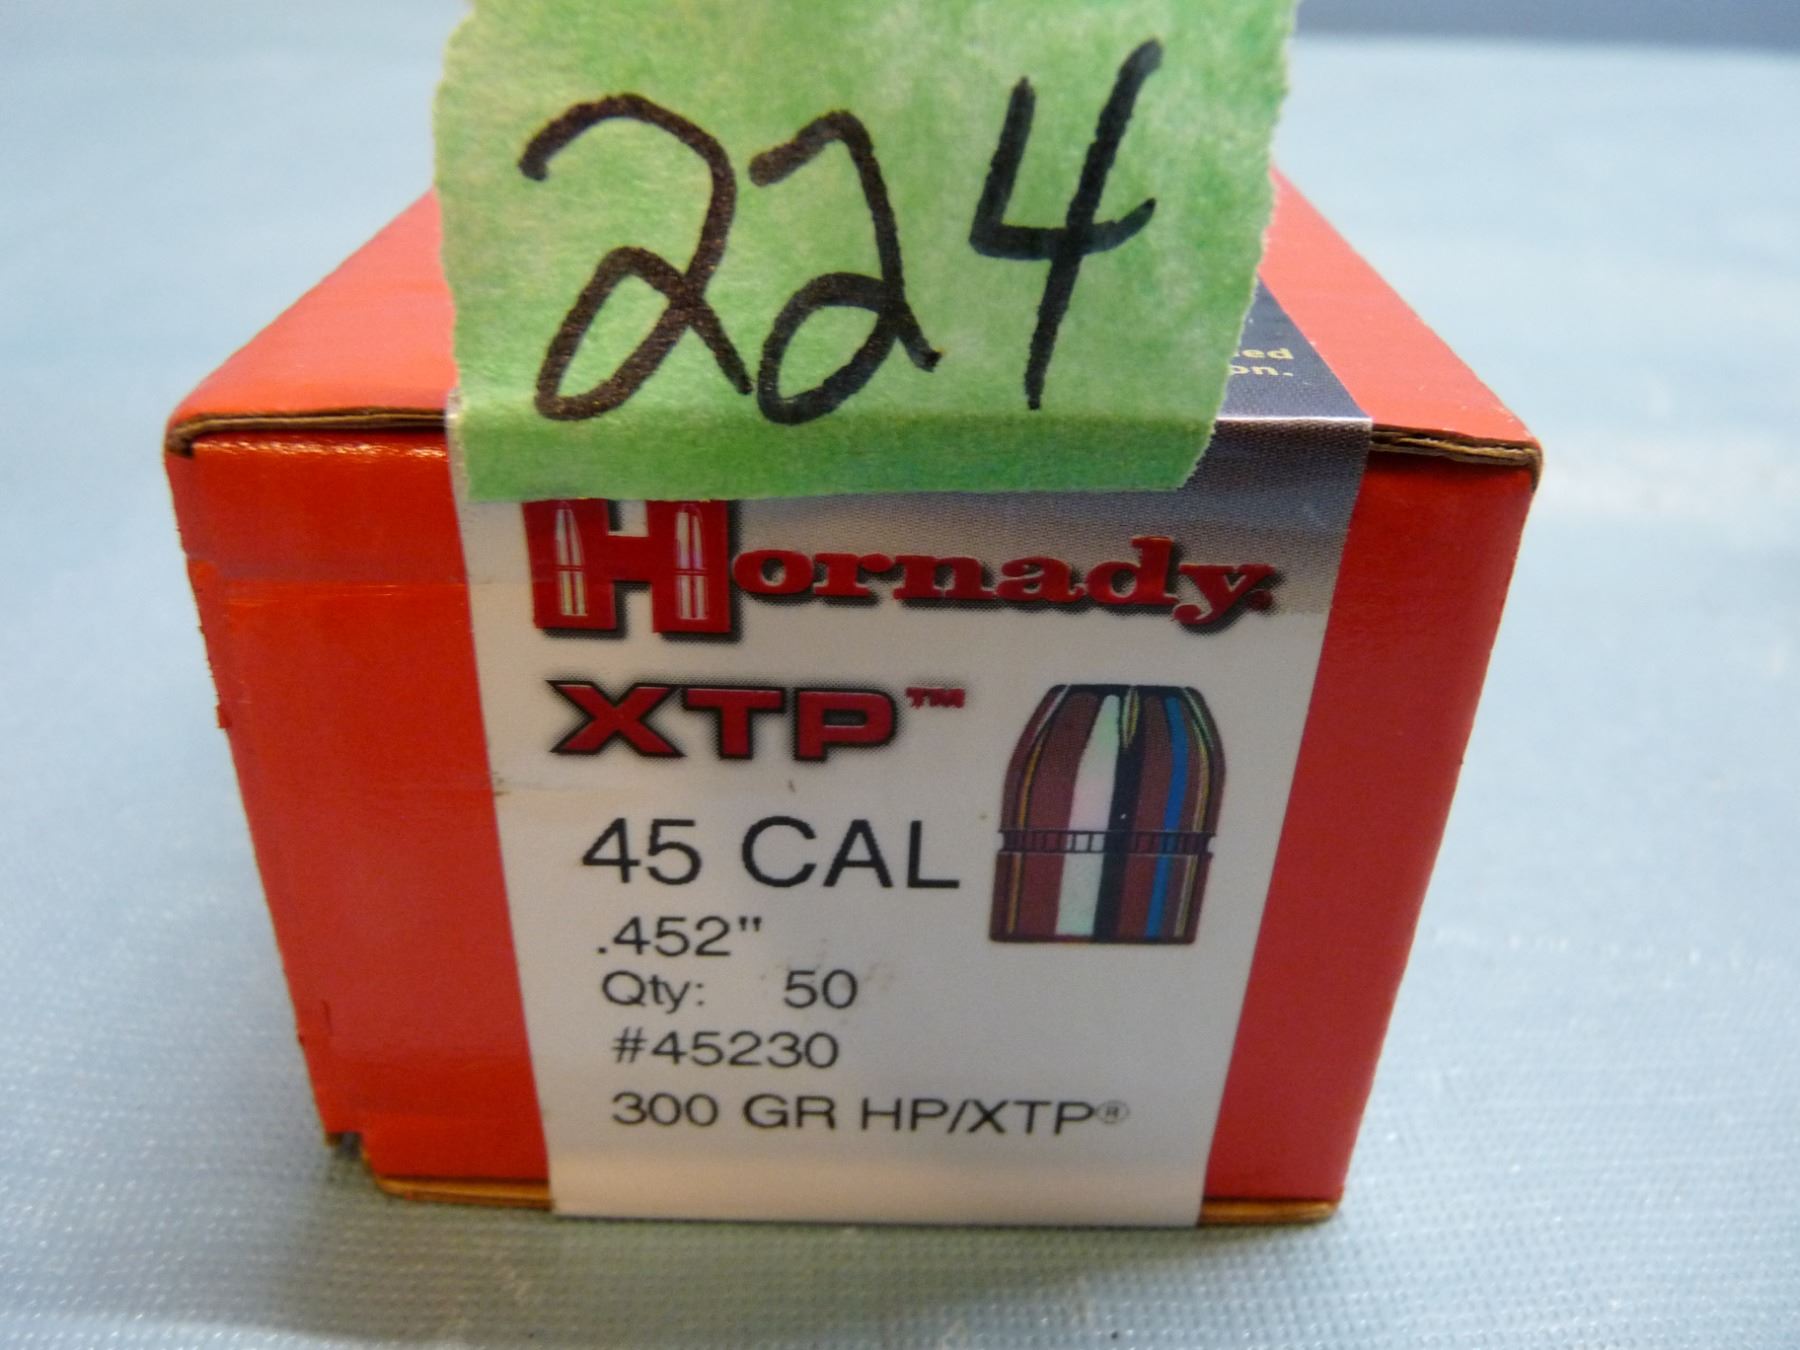 224
Hornady
XTP™
45 CAL
.452"
Qty: 50
#45230
300 GR HP/XTP®